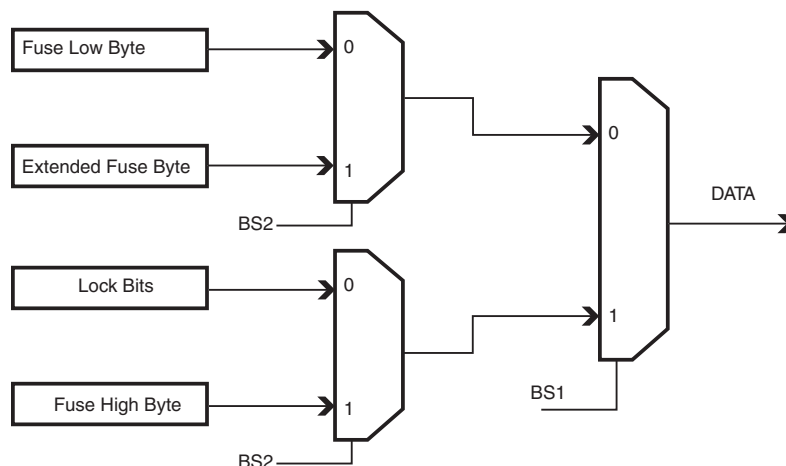 Fuse Low Byte
0
Extended Fuse Byte
1
BS2
0
DATA
Lock Bits
0
1
Fuse High Byte
1
BS1
BS2